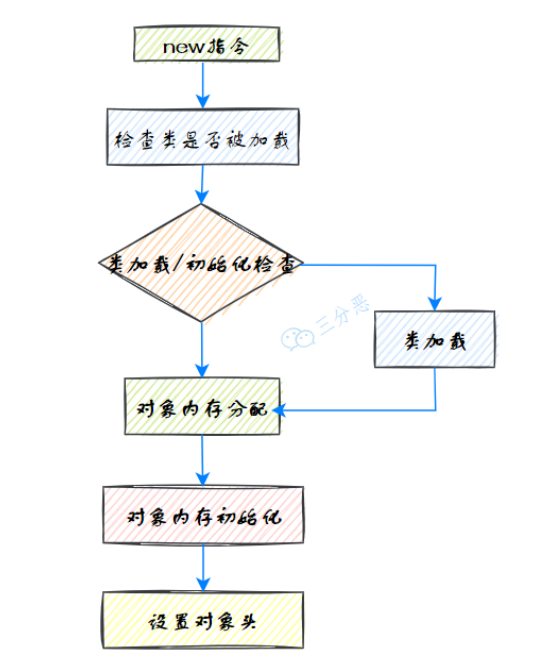 new指令
检查类是否被加载
类加载/初始化检查
三分恶
类加载
对象内存分配
对象内存初始化
设置对象头